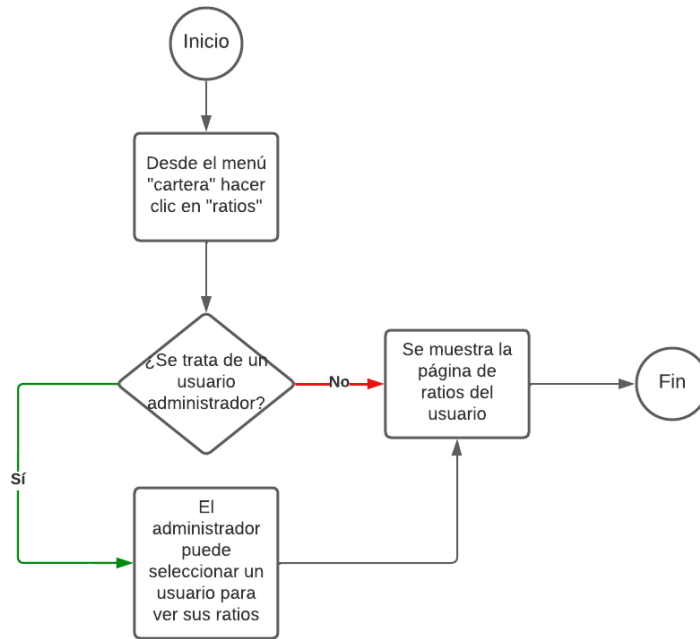 Inicio
Desde el menú
"cartera" hacer
clic en "ratios"
¿Se trata de un
usuario
administrador?
No
Se muestra la
página de
ratios del
usuario
Fin
Sí
El
administrador
puede
seleccionar un
usuario para
ver sus ratios